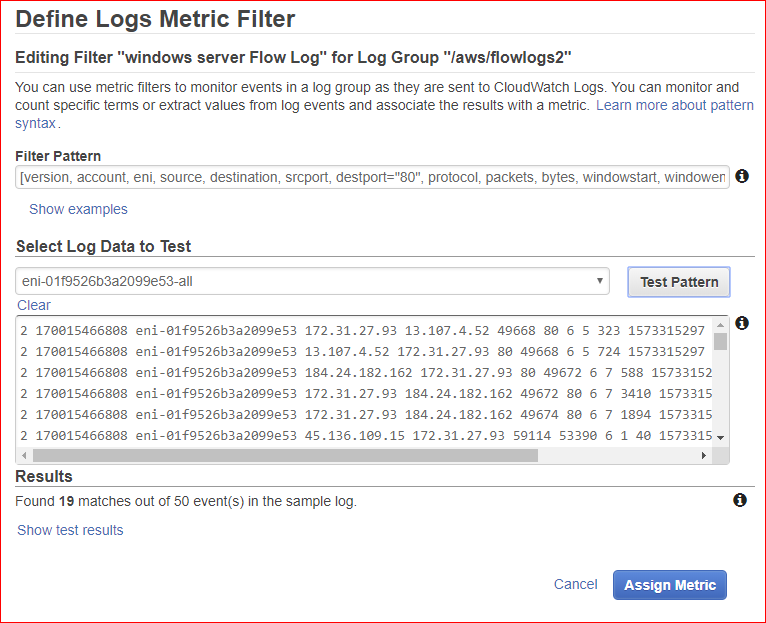 Define Logs Metric Filter
Editing Filter "windows server Flow Log" for Log Group "/aws/flowlogs2"
You can use metric filters to monitor events in a log group as they are sent to CloudWatch Logs. You can monitor and
count specific terms or extract values from log events and associate the results with a metric. Learn more about pattern
syntax.
Filter Pattern
[version, account, eni, source, destination, srcport, destport="80", protocol, packets, bytes, windowstart, windowen
Show examples
Select Log Data to Test
eni-01f9526b3a2099e53-all
Test Pattern
Clear
2 170015466808 eni-01f9526b3a2099e53 172.31.27.93 13.107.4.52 49668 80 6 5 323 1573315297
2 170015466808 eni-01f9526b3a2099e53 13.107.4.52 172.31.27.93 80 49668 6 5 724 1573315297
2 170015466808 eni-01f9526b3a2099e53 184.24.182.162 172.31.27.93 80 49672 6 7 588 15733152
2 170015466808 eni-01f9526b3a2099e53 172.31.27.93 184.24.182.162 49672 80 6 7 3410 1573315
2 170015466808 eni-01f9526b3a2099e53 172.31.27.93 184.24.182.162 49674 80 6 7 1894 1573315
2 170015466808 eni-01f9526b3a2099e53 45.136.109.15 172.31.27.93 59114 53390 6 1 40 1573315
Results
Found 19 matches out of 50 event(s) in the sample log.
Show test results
Cancel
Assign Metric